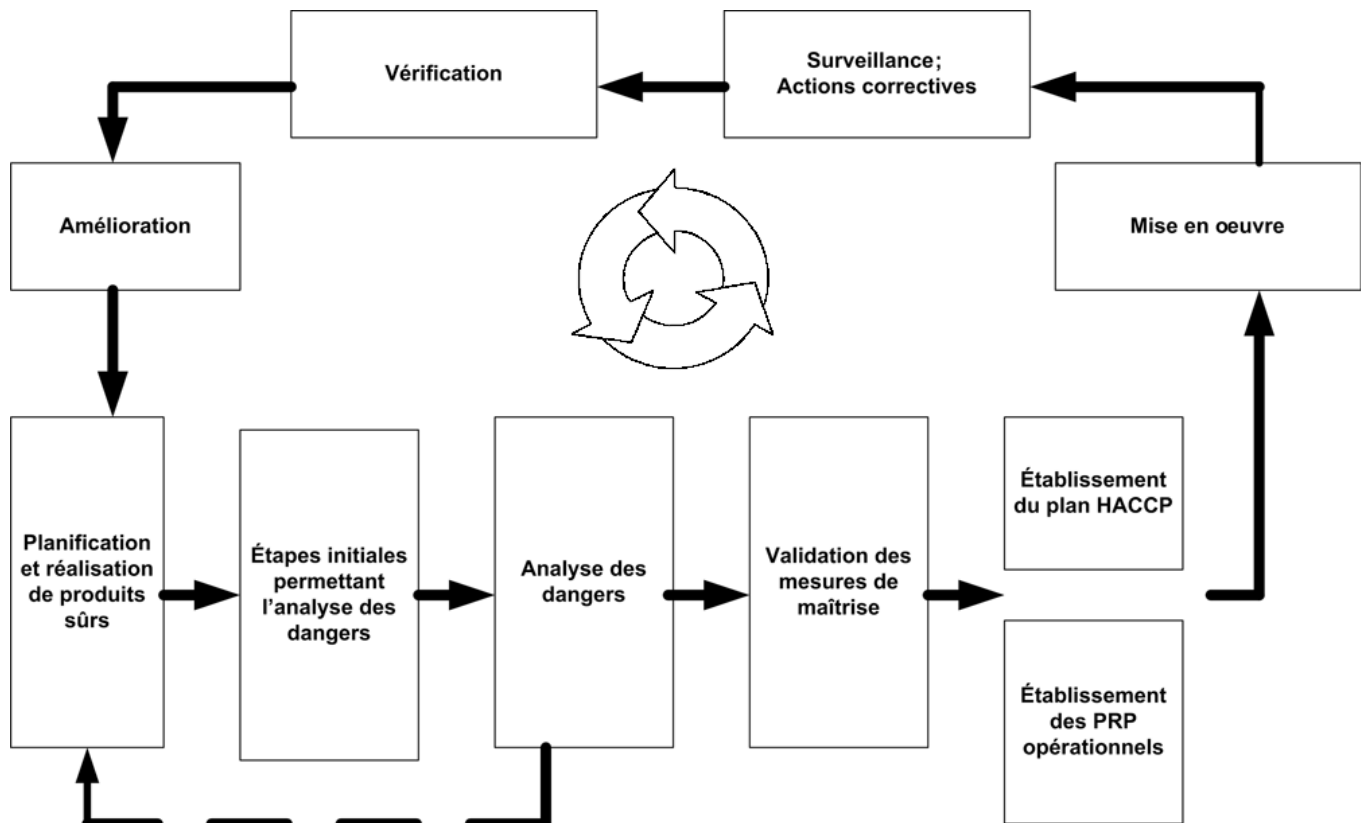 Vérification
Surveillance;
Actions correctives
Amélioration
Mise en oeuvre
Planification
et réalisation
de produits
sûrs
Étapes initiales
permettant
l'analyse des
dangers
Analyse des
dangers
Validation des
mesures de
maîtrise
Établissement
du plan HACCP
Établissement
des PRP
opérationnels